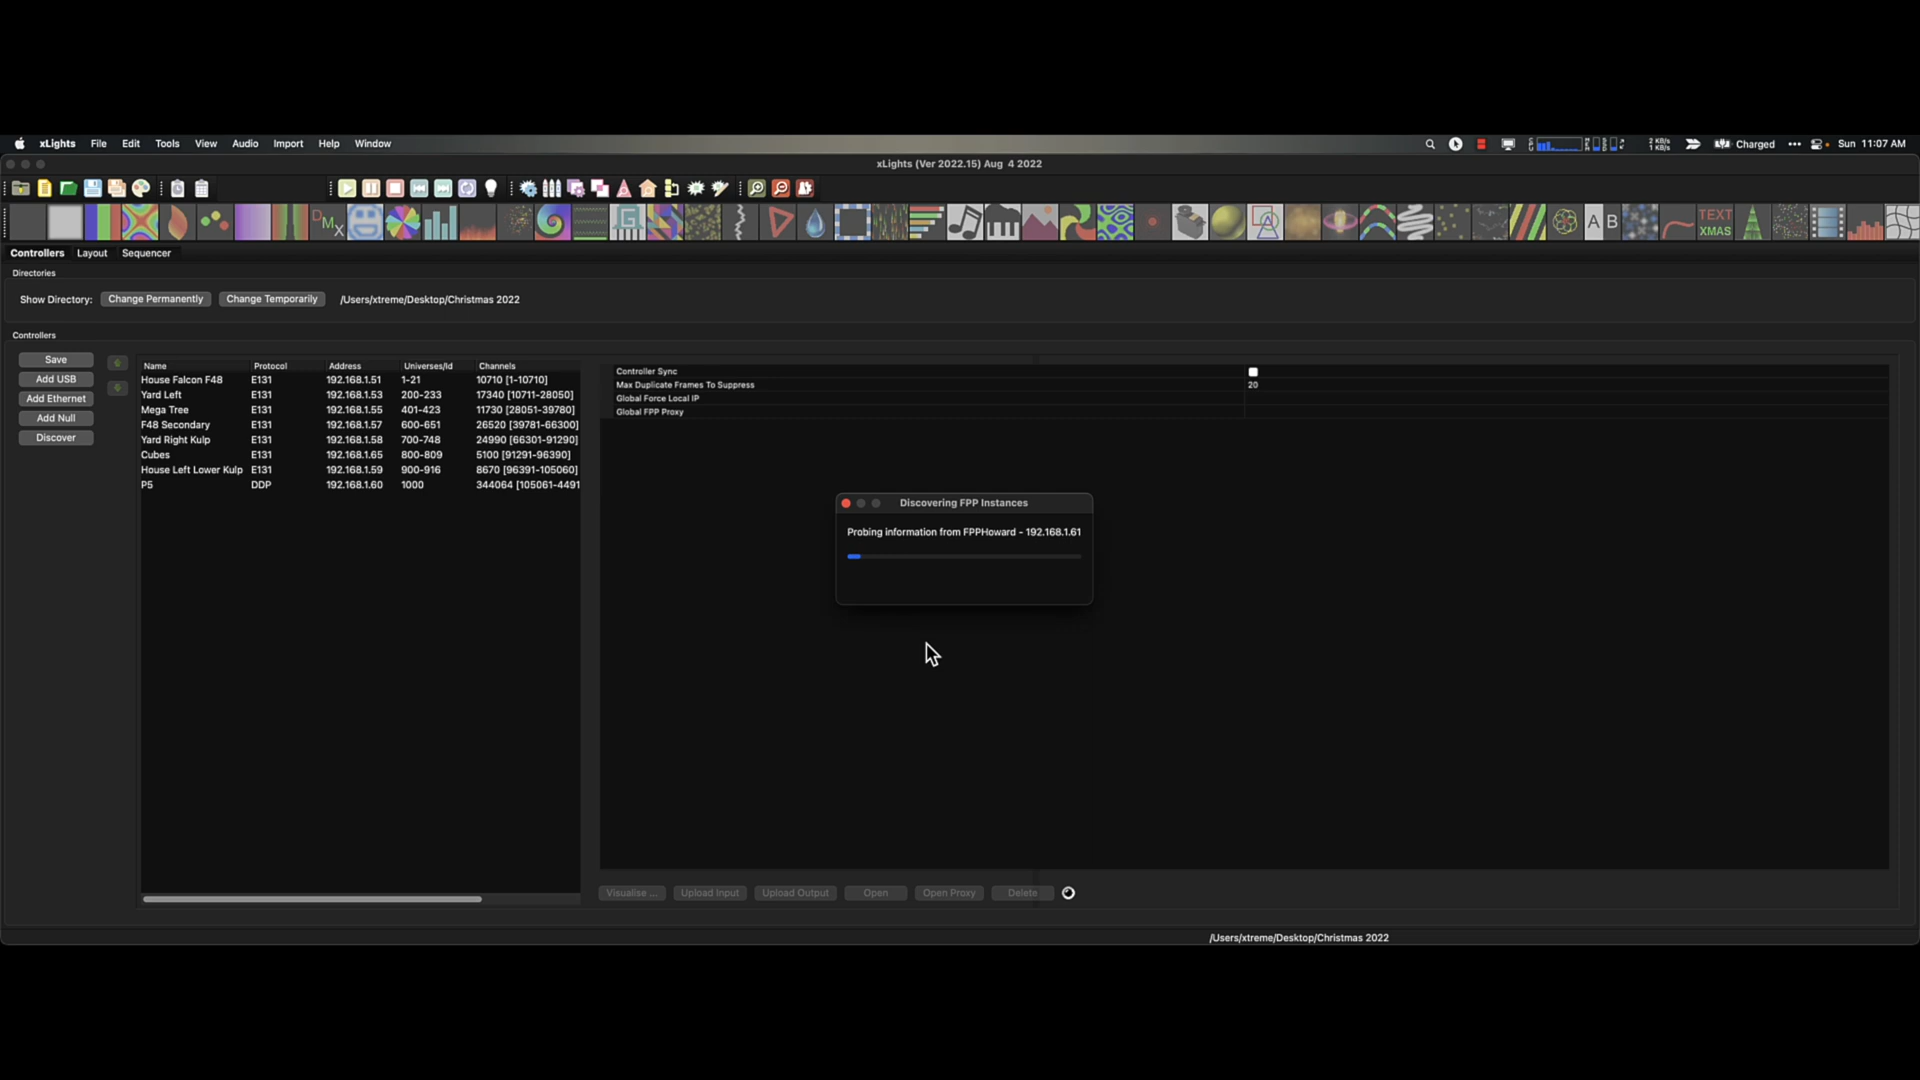 xLights File Edit Tools View Audio Import Help Window
2 KB/s
1 KB/s
Charged
Sun 11:07 AM
xLights (Ver 2022.15) Aug 4 2022
DMX
A B
TEXT
XMAS
Controllers Layout Sequencer
Directories
Show Directory: Change Permanently Change Temporarily /Users/xtreme/Desktop/Christmas 2022
Controllers
Save
Add USB
Add Ethernet
Add Null
Discover
Name Protocol Address Universes/Id Channels
House Falcon F48 E131 192.168.1.51 1-21 10710 [1-10710]
Yard Left E131 192.168.1.53 200-233 17340 [10711-28050]
Mega Tree E131 192.168.1.55 401-423 11730 [28051-39780]
F48 Secondary E131 192.168.1.57 600-651 26520 [39781-66300]
Yard Right Kulp E131 192.168.1.58 700-748 24990 [66301-91290]
Cubes E131 192.168.1.65 800-809 5100 [91291-96390]
House Left Lower Kulp E131 192.168.1.59 900-916 8670 [96391-105060]
P5 DDP 192.168.1.60 1000 344064 [105061-4491
Controller Sync
Max Duplicate Frames To Suppress 20
Global Force Local IP
Global FPP Proxy
Discovering FPP Instances
Probing information from FPPHoward - 192.168.1.61
Visualise ... Upload Input Upload Output Open Open Proxy Delete
/Users/xtreme/Desktop/Christmas 2022